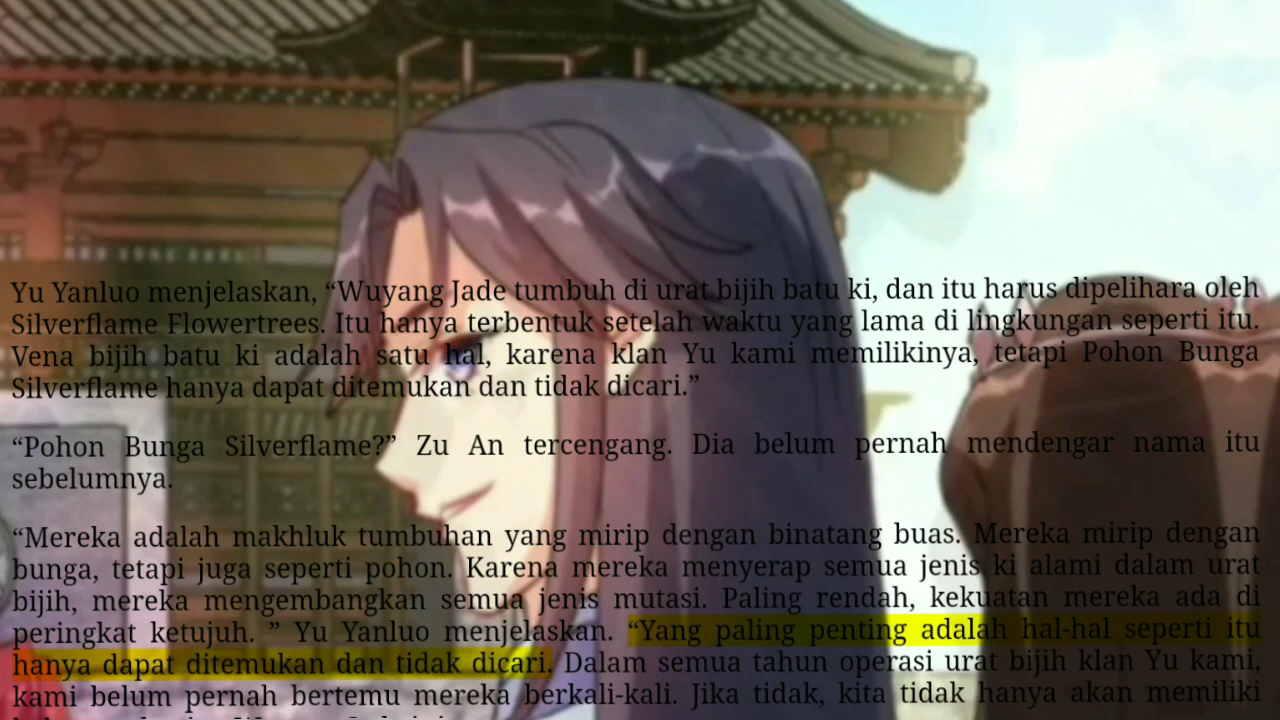 Yu Yanluo menjelaskan, “Wuyang Jade tumbuh di urat bijih batu ki, dan itu harus dipelihara oleh
Silverflame Flowertrees. Itu hanya terbentuk setelah waktu yang lama di lingkungan seperti itu.
Vena bijih batu ki adalah satu hal, karena klan Yu kami memilikinya, tetapi Pohon Bunga
Silverflame hanya dapat ditemukan dan tidak dicari.”
“Pohon Bunga Silverflame?” Zu An tercengang. Dia belum pernah mendengar nama itu
sebelumnya.
“Mereka adalah makhluk tumbuhan yang mirip dengan binatang buas. Mereka mirip dengan
bunga, tetapi juga seperti pohon. Karena mereka menyerap semua jenis ki alami dalam urat
bijih, mereka mengembangkan semua jenis mutasi. Paling rendah, kekuatan mereka ada di
peringkat ketujuh. ” Yu Yanluo menjelaskan. “Yang paling penting adalah hal-hal seperti itu
hanya dapat ditemukan dan tidak dicari. Dalam semua tahun operasi urat bijih klan Yu kami,
kami belum pernah bertemu mereka berkali-kali. Jika tidak, kita tidak hanya akan memiliki